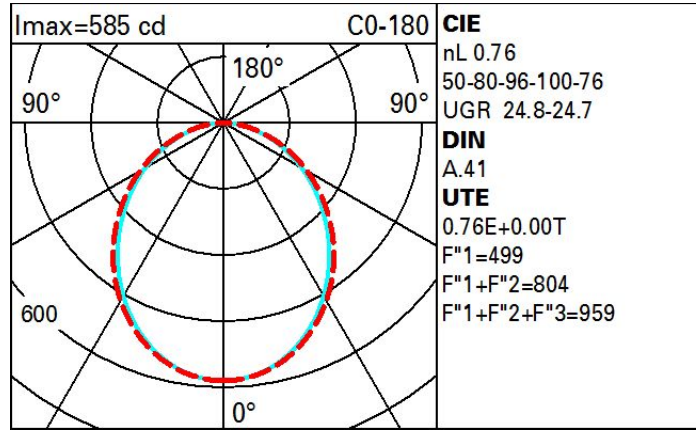 Imax=585 cd C0-180
180°
90° 90°
600
0°
CIE
nL 0.76
50-80-96-100-76
UGR 24.8-24.7
DIN
A.41
UTE
0.76E+0.00T
F"1=499
F"1+F"2=804
F"1+F"2+F"3=959